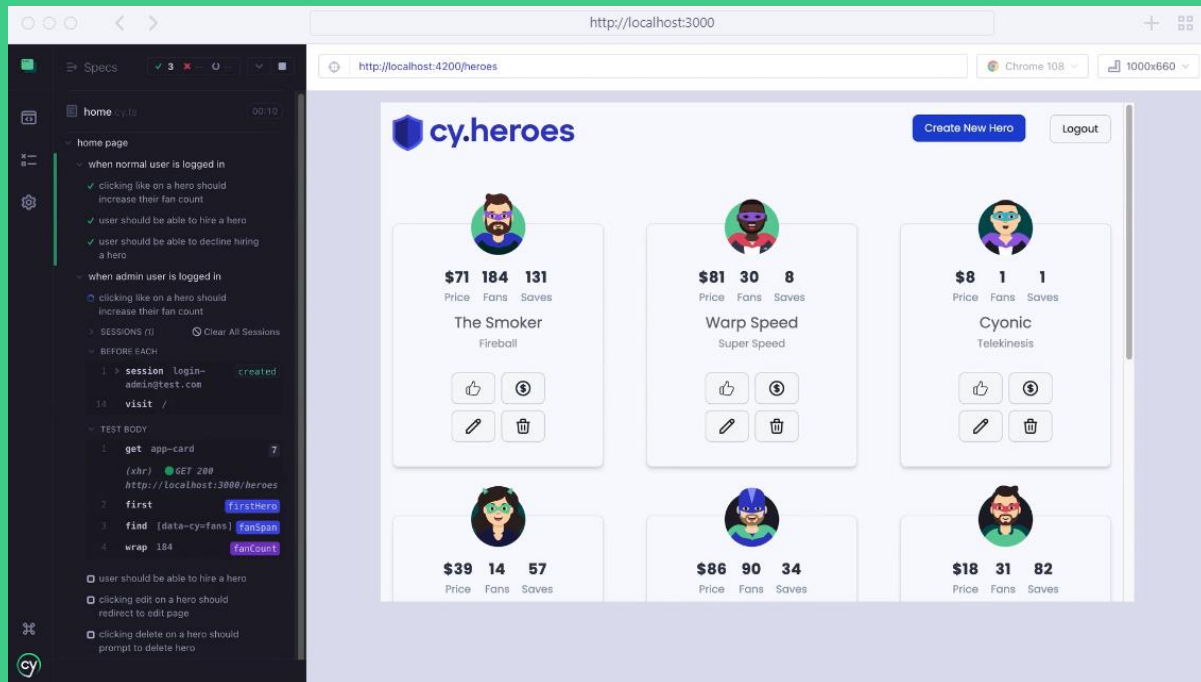 http://localhost:3000
Specs
3
--
--
http://localhost:4200/heroes
Chrome 108
1000x660
home cy.ts
00:10
home page
when normal user is logged in
clicking like on a hero should
increase their fan count
user should be able to hire a hero
user should be able to decline hiring
a hero
when admin user is logged in
clicking like on a hero should
increase their fan count
SESSIONS (1)
Clear All Sessions
BEFORE EACH
1 session login-
admin@test.com
created
14 visit /
TEST BODY
1 get app-card 7
(xhr) GET 200
http://localhost:3000/heroes
2 first firstHero
3 find [data-cy=fans] fanSpan
4 wrap 184 fanCount
user should be able to hire a hero
clicking edit on a hero should
redirect to edit page
clicking delete on a hero should
prompt to delete hero
cy
cy.heroes
Create New Hero
Logout
$71 184 131
Price Fans Saves
The Smoker
Fireball
$81 30 8
Price Fans Saves
Warp Speed
Super Speed
$8 1 1
Price Fans Saves
Cyonic
Telekinesis
$39 14 57
Price Fans Saves
$86 90 34
Price Fans Saves
$18 31 82
Price Fans Saves